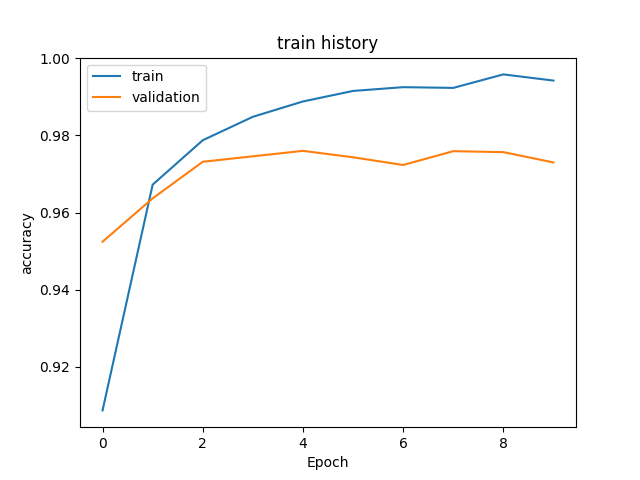 train history
1.00
0.98
0.96
0.94
0.92
accuracy
train
validation
0 2 4 6 8
Epoch